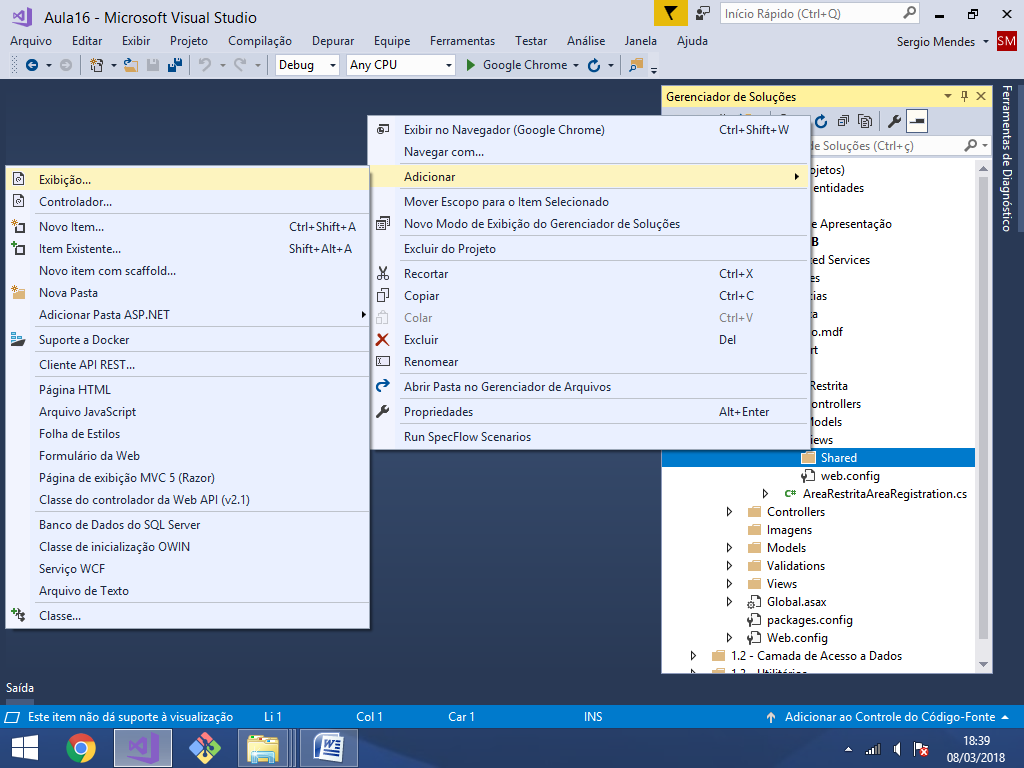 Aula16 - Microsoft Visual Studio
Início Rápido (Ctrl+Q)
Arquivo Editar Exibir Projeto Compilação Depurar Equipe Ferramentas Testar Análise Janela Ajuda
Sergio Mendes SM
Debug Any CPU Google Chrome
Gerenciador de Soluções
Ferramentas de Diagnóstico
de Soluções (Ctrl+ç)
Exibir no Navegador (Google Chrome) Ctrl+Shift+W
Navegar com...
Adicionar
Mover Escopo para o Item Selecionado
Novo Modo de Exibição do Gerenciador de Soluções
Excluir do Projeto
Recortar Ctrl+X
Copiar Ctrl+C
Colar Ctrl+V
Excluir Del
Renomear
Abrir Pasta no Gerenciador de Arquivos
Propriedades Alt+Enter
Run SpecFlow Scenarios
Exibição...
Controlador...
Novo Item... Ctrl+Shift+A
Item Existente... Shift+Alt+A
Novo item com scaffold...
Nova Pasta
Adicionar Pasta ASP.NET
Suporte a Docker
Cliente API REST...
Página HTML
Arquivo JavaScript
Folha de Estilos
Formulário da Web
Página de exibição MVC 5 (Razor)
Classe do controlador da Web API (v2.1)
Banco de Dados do SQL Server
Classe de inicialização OWIN
Serviço WCF
Arquivo de Texto
Classe...
ojetos)
entidades
e Apresentação
B
ed Services
es
ias
a
o.mdf
rt
Restrita
ontrollers
odels
ews
Shared
web.config
C# AreaRestritaAreaRegistration.cs
Controllers
Imagens
Models
Validations
Views
Global.asax
packages.config
Web.config
1.2 - Camada de Acesso a Dados
Saída
Este item não dá suporte à visualização Li 1 Col 1 Car 1 INS Adicionar ao Controle do Código-Fonte
18:39
08/03/2018